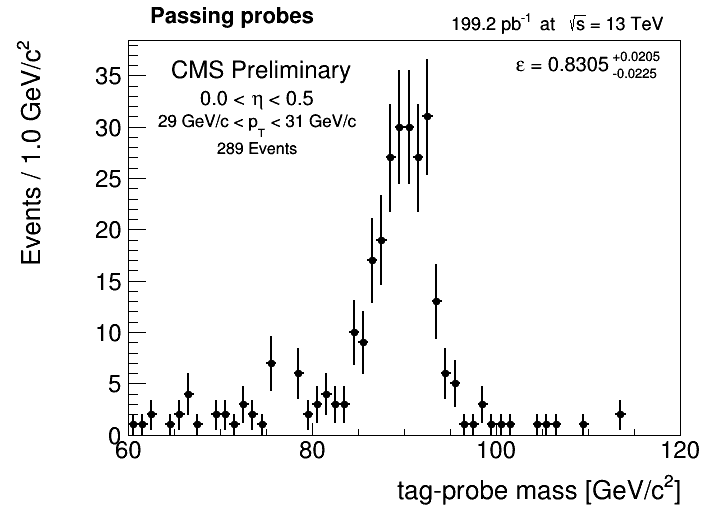 Passing probes
199.2 pb⁻¹ at √s = 13 TeV
CMS Preliminary
0.0 < η < 0.5
29 GeV/c < p_T < 31 GeV/c
289 Events
ε = 0.8305 +0.0205 -0.0225
Events / 1.0 GeV/c²
35
30
25
20
15
10
5
0
60 80 100 120
tag-probe mass [GeV/c²]